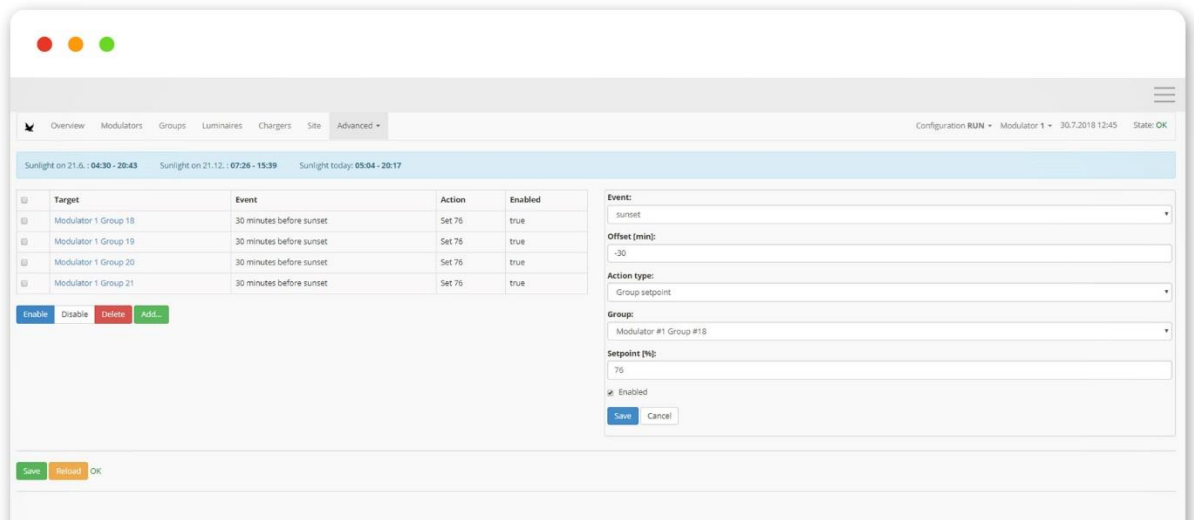 Overview Modulators Groups Luminaires Chargers Site Advanced Configuration RUN Modulator 1 30.7.2018 12:45 State: OK
Sunlight on 21.6. : 04:30 - 20:43 Sunlight on 21.12. : 07:26 - 15:39 Sunlight today: 05:04 - 20:17
Target Event Action Enabled
Modulator 1 Group 18 30 minutes before sunset Set 76 true
Modulator 1 Group 19 30 minutes before sunset Set 76 true
Modulator 1 Group 20 30 minutes before sunset Set 76 true
Modulator 1 Group 21 30 minutes before sunset Set 76 true
Enable Disable Delete Add...
Event:
sunset
Offset [min]:
-30
Action type:
Group setpoint
Group:
Modulator #1 Group #18
Setpoint [%]:
76
Enabled
Save Cancel
Save Reload OK